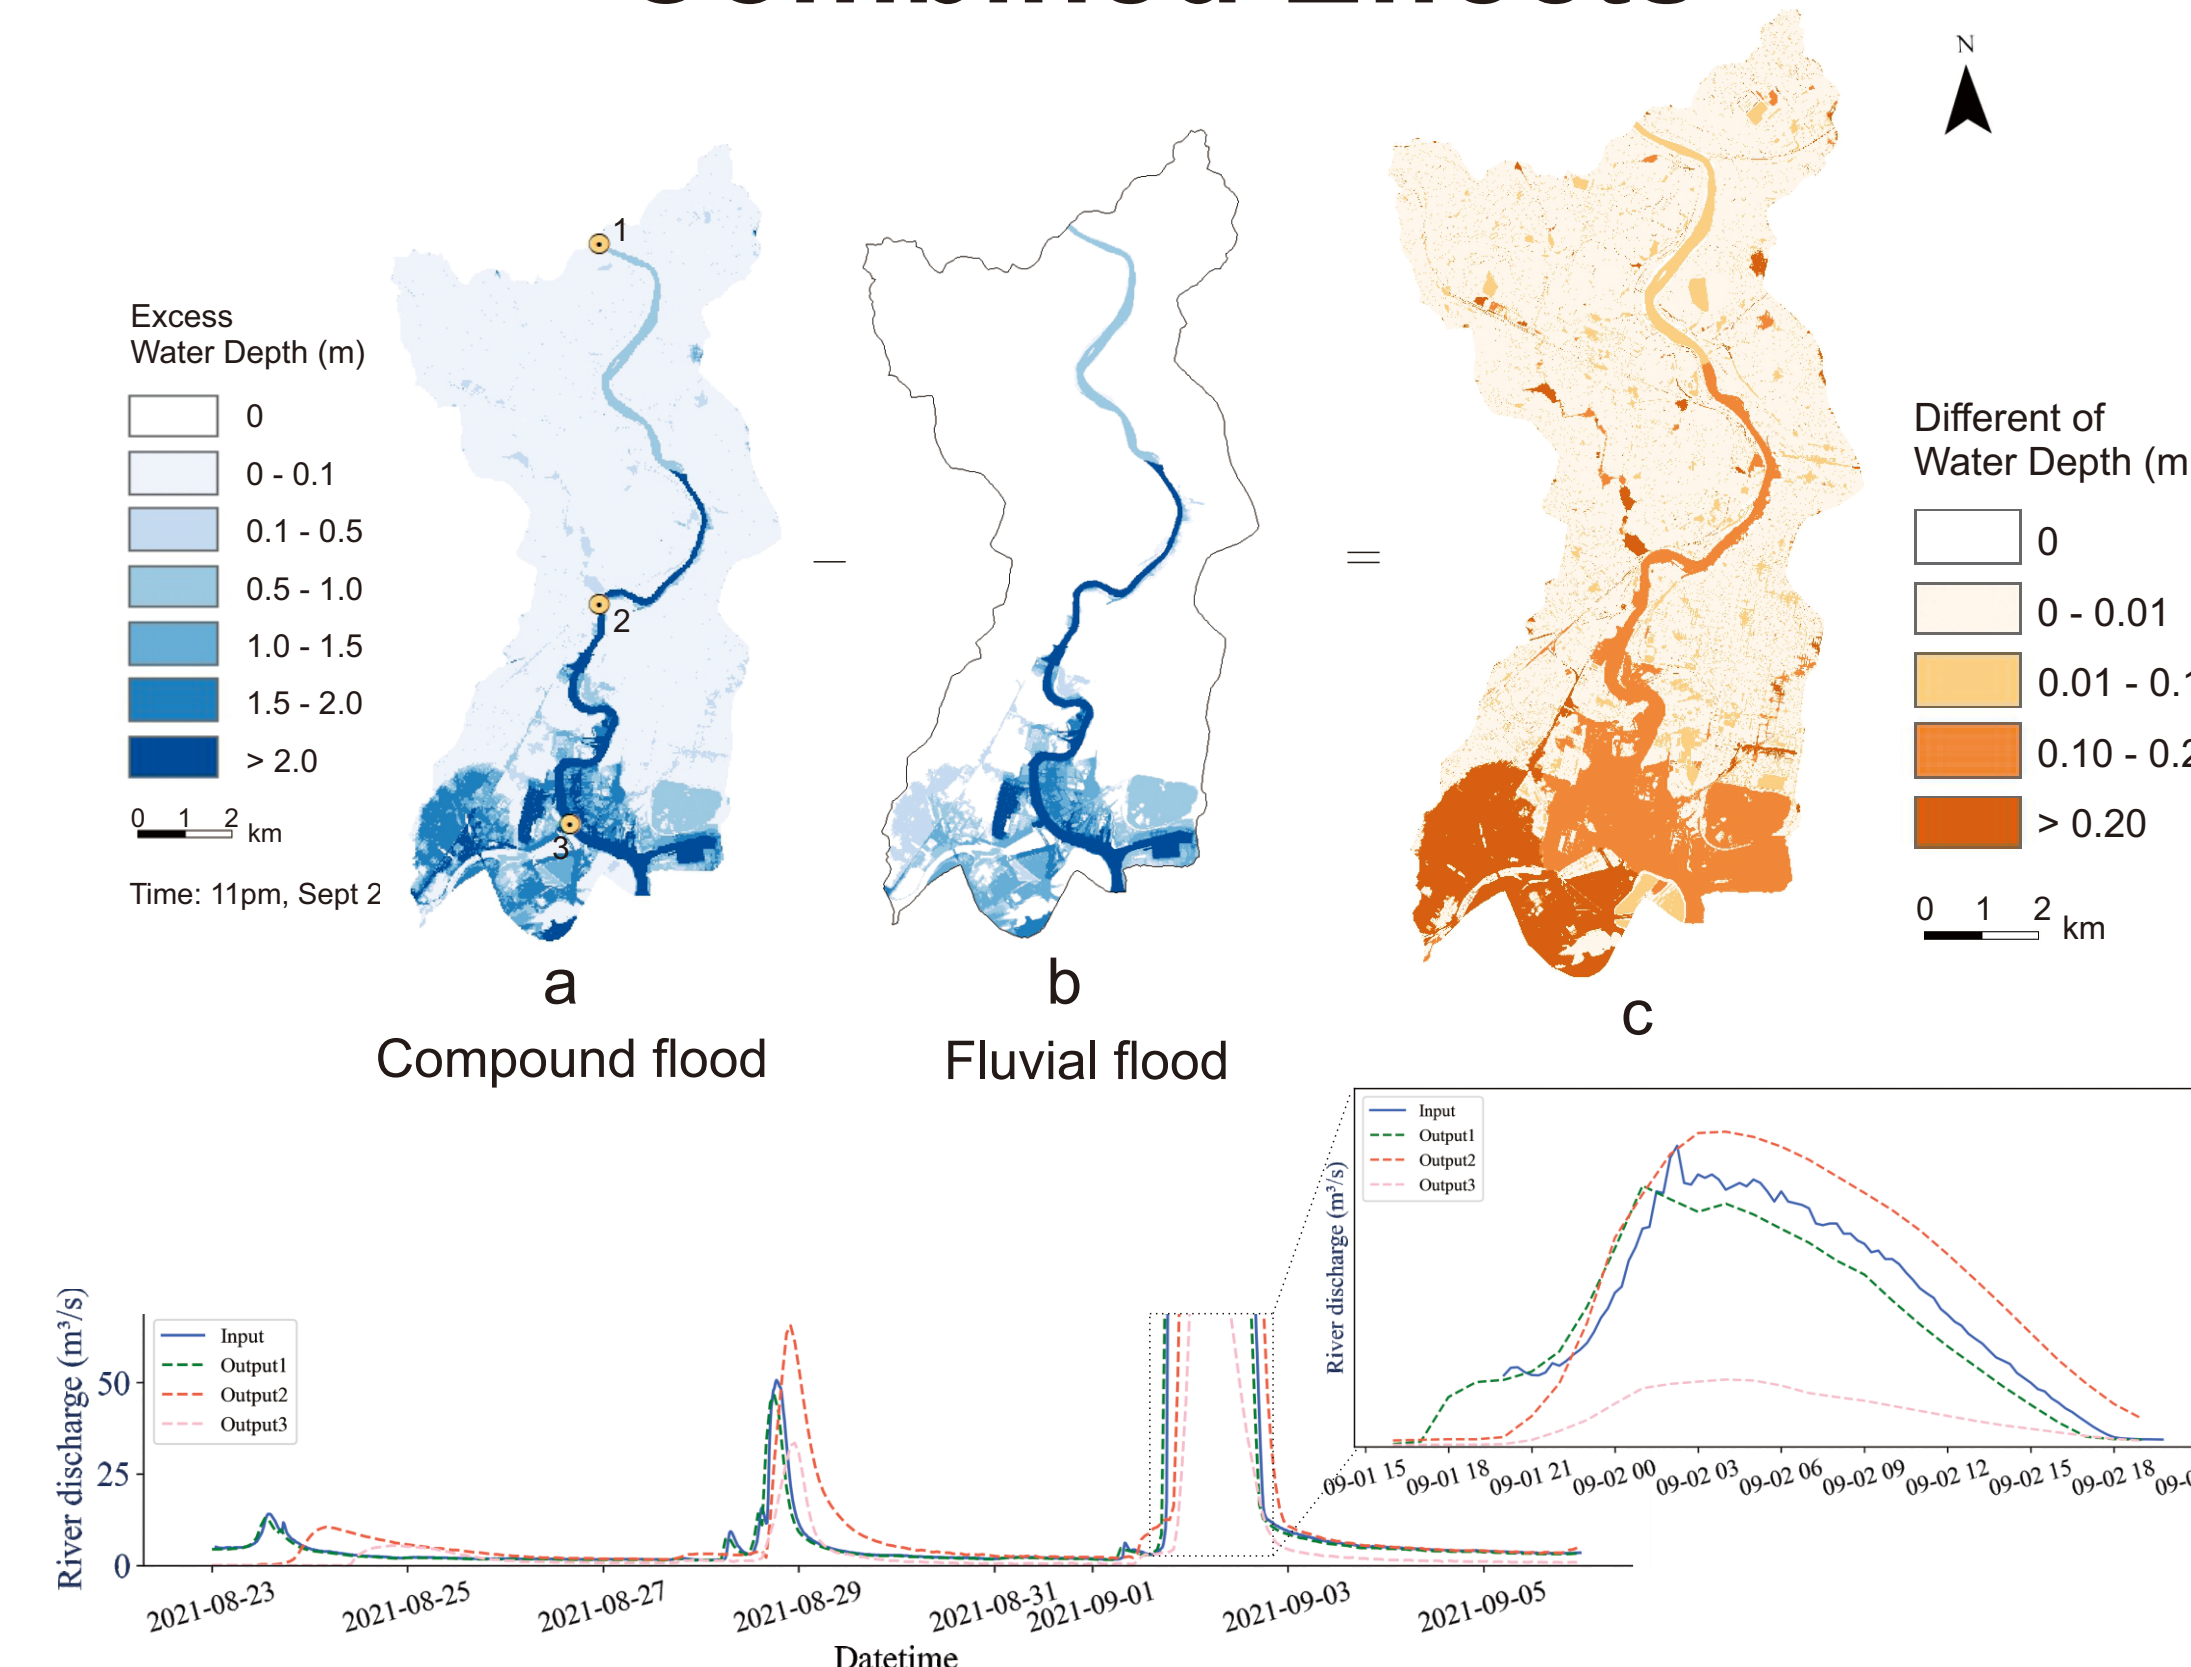 Combined Effects
N
1
2
3
Excess
Water Depth (m)
0
0 - 0.1
0.1 - 0.5
0.5 - 1.0
1.0 - 1.5
1.5 - 2.0
> 2.0
0 1 2 km
Time: 11pm, Sept 2
–
=
Different of
Water Depth (m
0
0 - 0.01
0.01 - 0.1
0.10 - 0.2
> 0.20
0 1 2 km
a
b
c
Compound flood
Fluvial flood
River discharge (m³/s)
Input
Output1
Output2
Output3
09-01 15
09-01 18
09-01 21
09-02 00
09-02 03
09-02 06
09-02 09
09-02 12
09-02 15
09-02 18
River discharge (m³/s)
50
25
0
Input
Output1
Output2
Output3
2021-08-23
2021-08-25
2021-08-27
2021-08-29
2021-08-31
2021-09-01
2021-09-03
2021-09-05
Datetime